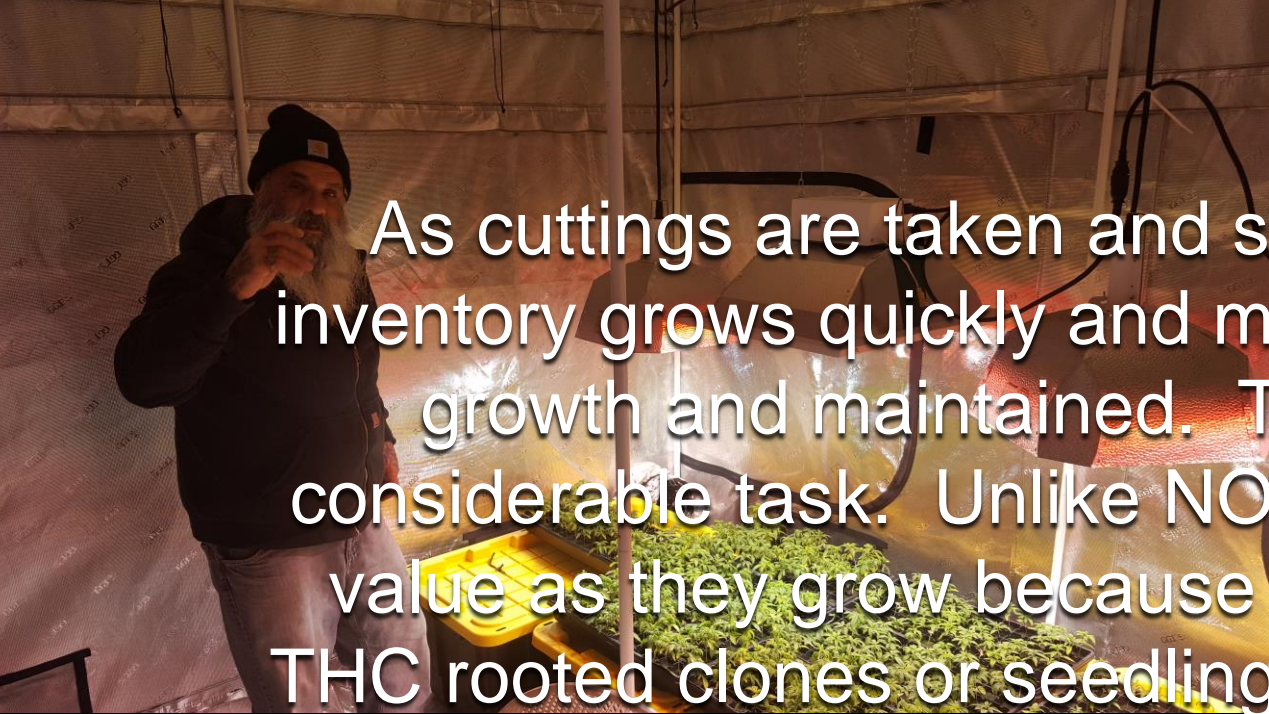 As cuttings are taken and s
inventory grows quickly and m
growth and maintained. T
considerable task. Unlike NO
value as they grow because
THC rooted clones or seedling